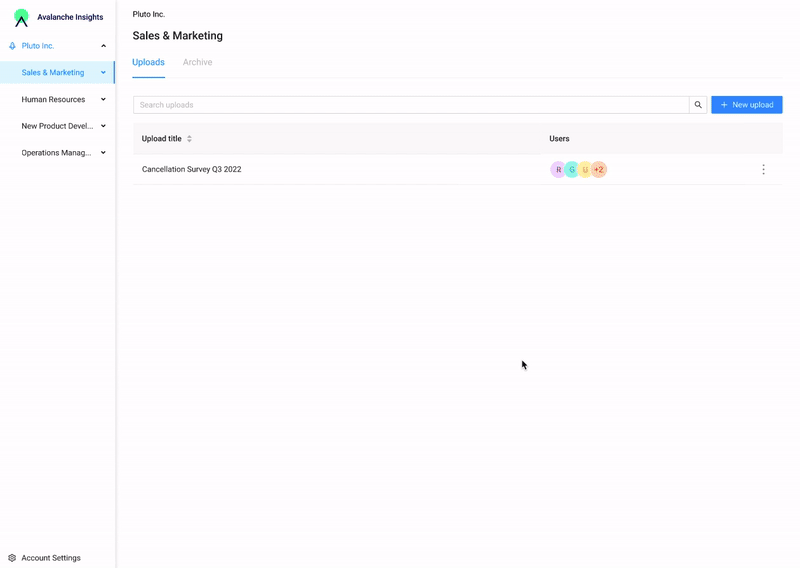 Avalanche Insights
Pluto Inc.
Sales & Marketing
Human Resources
New Product Devel...
Operations Manag...
Account Settings
Pluto Inc.
Sales & Marketing
Uploads Archive
Search uploads
+ New upload
Upload title Users
Cancellation Survey Q3 2022 R G U +2